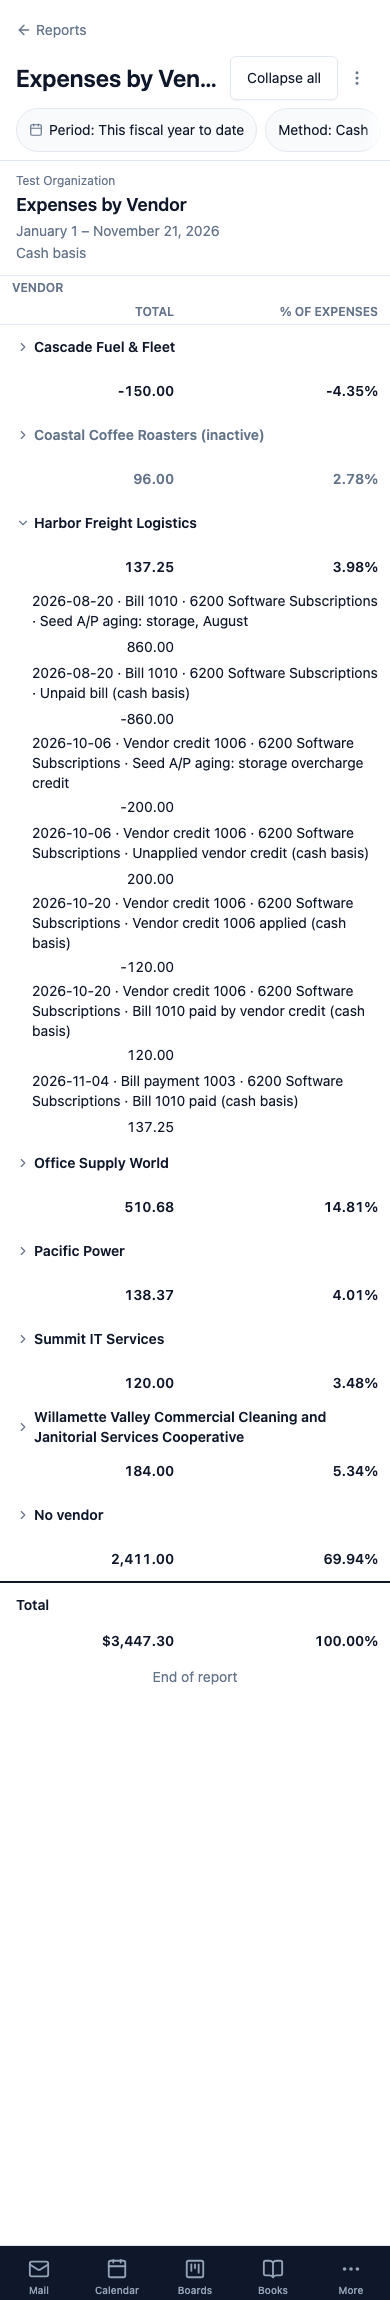 Reports
Expenses by Ven...
Collapse all
Period: This fiscal year to date
Method: Cash
Test Organization
Expenses by Vendor
January 1 – November 21, 2026
Cash basis
VENDOR
TOTAL % OF EXPENSES
Cascade Fuel & Fleet
-150.00 -4.35%
Coastal Coffee Roasters (inactive)
96.00 2.78%
Harbor Freight Logistics
137.25 3.98%
2026-08-20 · Bill 1010 · 6200 Software Subscriptions
· Seed A/P aging: storage, August
860.00
2026-08-20 · Bill 1010 · 6200 Software Subscriptions
· Unpaid bill (cash basis)
-860.00
2026-10-06 · Vendor credit 1006 · 6200 Software
Subscriptions · Seed A/P aging: storage overcharge
credit
-200.00
2026-10-06 · Vendor credit 1006 · 6200 Software
Subscriptions · Unapplied vendor credit (cash basis)
200.00
2026-10-20 · Vendor credit 1006 · 6200 Software
Subscriptions · Vendor credit 1006 applied (cash
basis)
-120.00
2026-10-20 · Vendor credit 1006 · 6200 Software
Subscriptions · Bill 1010 paid by vendor credit (cash
basis)
120.00
2026-11-04 · Bill payment 1003 · 6200 Software
Subscriptions · Bill 1010 paid (cash basis)
137.25
Office Supply World
510.68 14.81%
Pacific Power
138.37 4.01%
Summit IT Services
120.00 3.48%
Willamette Valley Commercial Cleaning and
Janitorial Services Cooperative
184.00 5.34%
No vendor
2,411.00 69.94%
Total
$3,447.30 100.00%
End of report
Mail Calendar Boards Books More